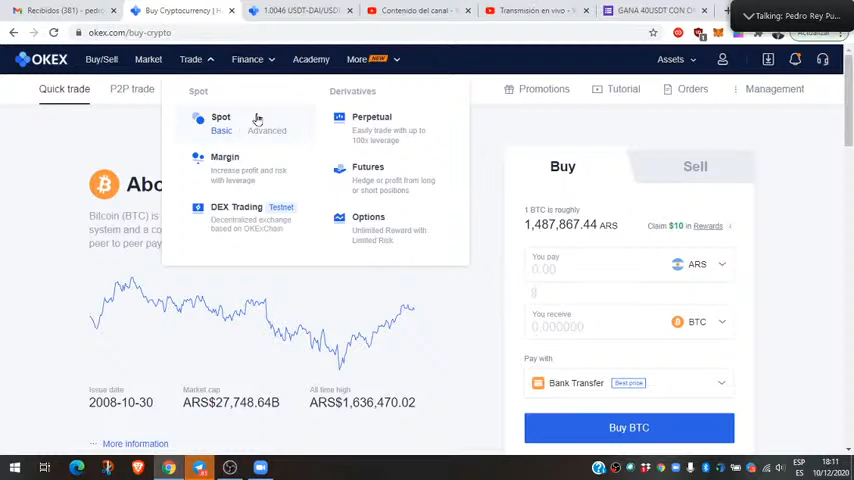 Recibidos (381) - pedro
Buy Cryptocurrency | H
1.0046 USDT-DAI/USDT
Contenido del canal -
Transmisión en vivo -
GANA 40USDT CON O
Talking: Pedro Rey Pu...
okex.com/buy-crypto
OKEX
Buy/Sell
Market
Trade
Finance
Academy
More NEW
Assets
Quick trade
P2P trade
Promotions
Tutorial
Orders
Management
Spot
Derivatives
Spot
Basic
Advanced
Margin
Increase profit and risk
with leverage
DEX Trading Testnet
Decentralized exchange
based on OKExChain
Perpetual
Easily trade with up to
100x leverage
Futures
Hedge or profit from long
or short positions
Options
Unlimited Reward with
Limited Risk
Abo
Bitcoin (BTC) is
system and a co
peer to peer pay
Issue date
2008-10-30
Market cap
ARS$27,748.64B
All time high
ARS$1,636,470.02
More information
Buy
Sell
1 BTC is roughly
1,487,867.44 ARS
Claim $10 in Rewards
You pay
0.00
ARS
You receive
0.000000
BTC
Pay with
Bank Transfer Best price
Buy BTC
ESP
ES
18:11
10/12/2020